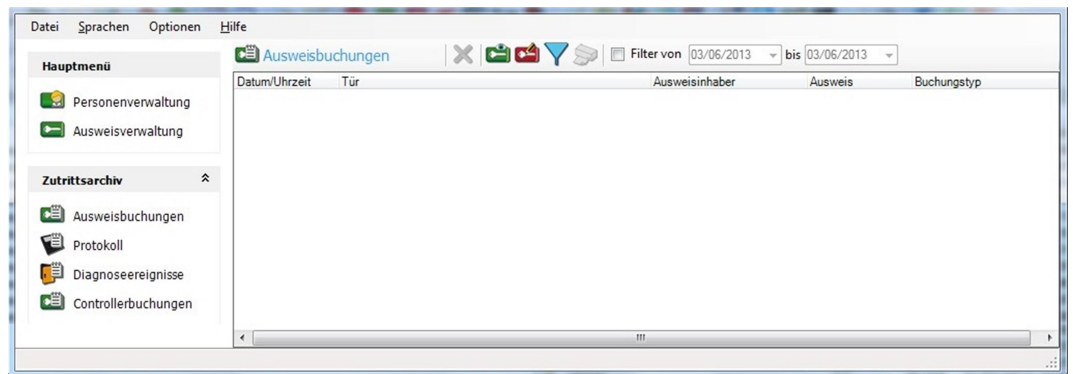 Datei Sprachen Optionen Hilfe
Hauptmenü
Personenverwaltung
Ausweisverwaltung
Zutrittsarchiv
Ausweisbuchungen
Protokoll
Diagnoseereignisse
Controllerbuchungen
Ausweisbuchungen Filter von 03/06/2013 bis 03/06/2013
Datum/Uhrzeit Tür Ausweisinhaber Ausweis Buchungstyp